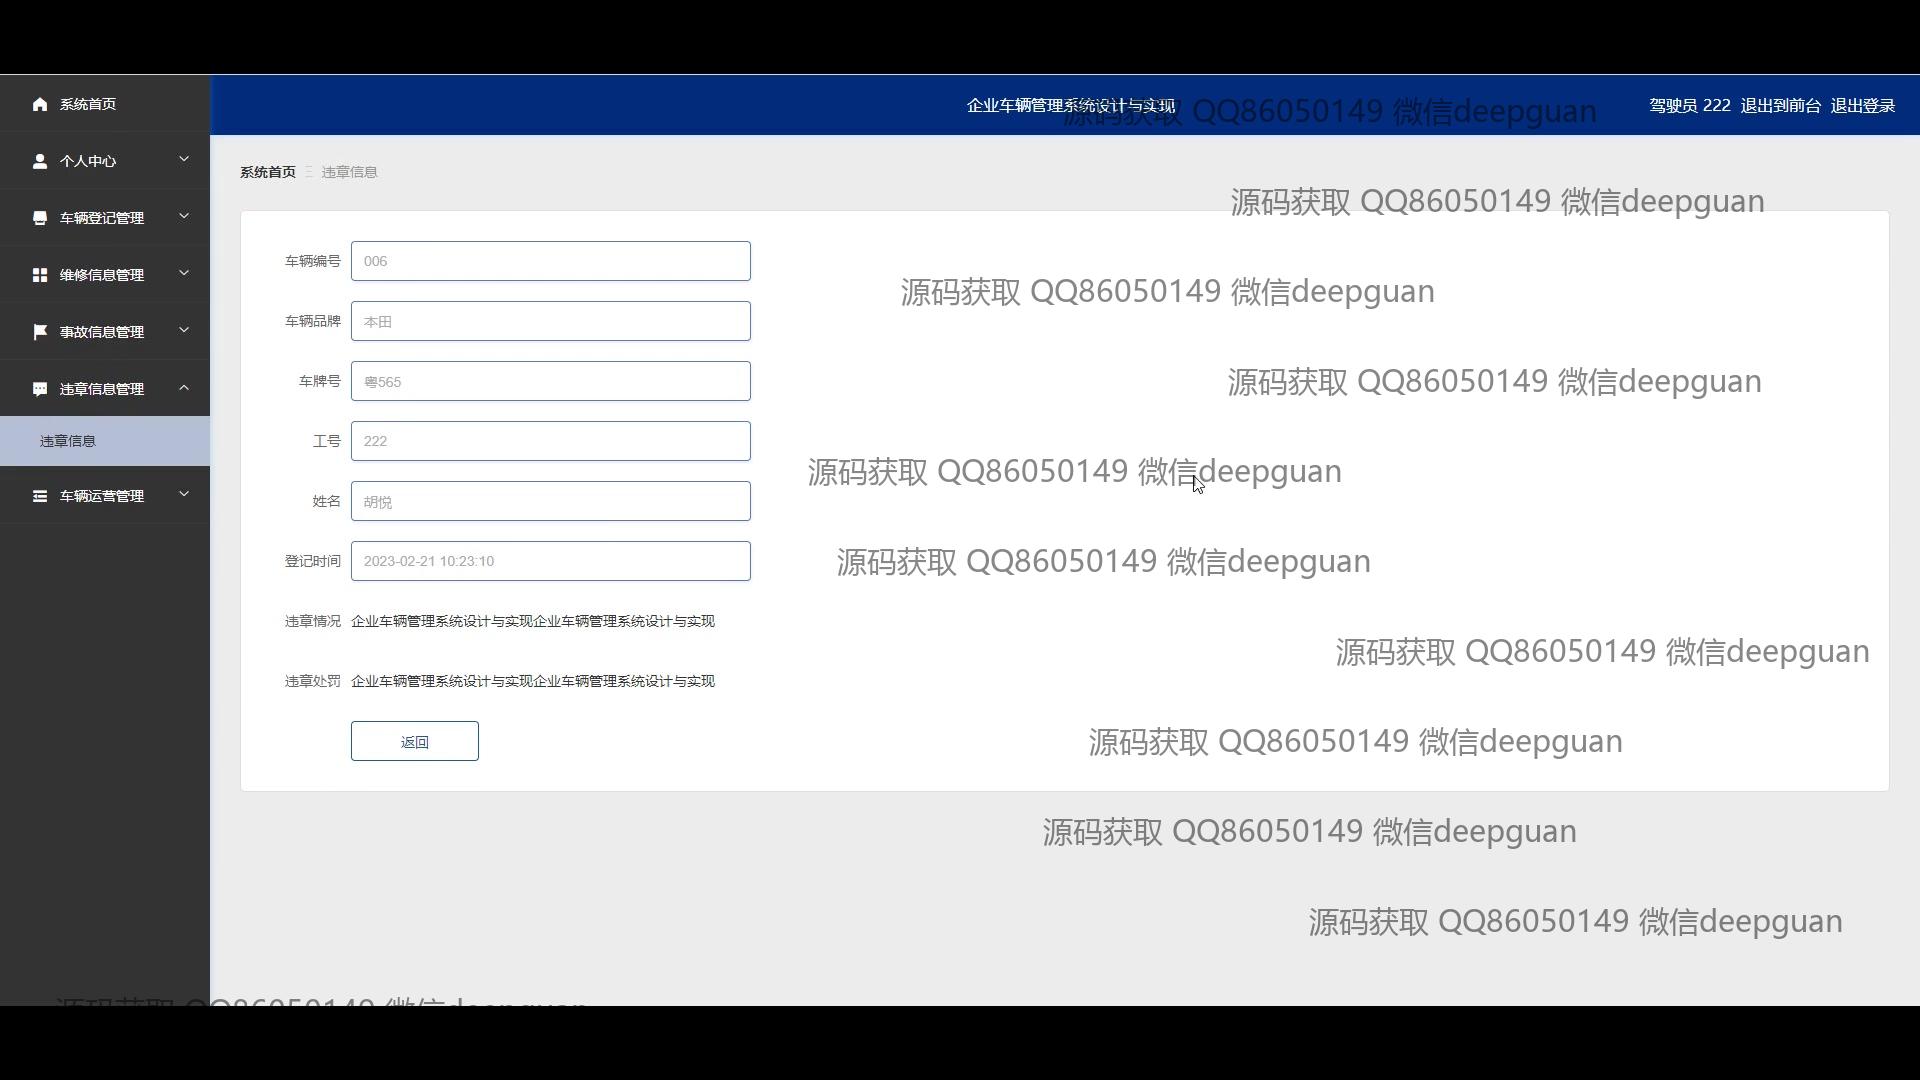 系统首页
个人中心
车辆登记管理
维修信息管理
事故信息管理
违章信息管理
违章信息
车辆运营管理
企业车辆管理系统设计与实现
源码获取 QQ86050149 微信deepguan
驾驶员 222 退出到前台 退出登录
系统首页 违章信息
源码获取 QQ86050149 微信deepguan
车辆编号 006
源码获取 QQ86050149 微信deepguan
车辆品牌 本田
车牌号 粤565
源码获取 QQ86050149 微信deepguan
工号 222
源码获取 QQ86050149 微信deepguan
姓名 胡悦
登记时间 2023-02-21 10:23:10
源码获取 QQ86050149 微信deepguan
违章情况 企业车辆管理系统设计与实现企业车辆管理系统设计与实现
源码获取 QQ86050149 微信deepguan
违章处罚 企业车辆管理系统设计与实现企业车辆管理系统设计与实现
返回
源码获取 QQ86050149 微信deepguan
源码获取 QQ86050149 微信deepguan
源码获取 QQ86050149 微信deepguan
源码获取 QQ86050149 微信deepguan